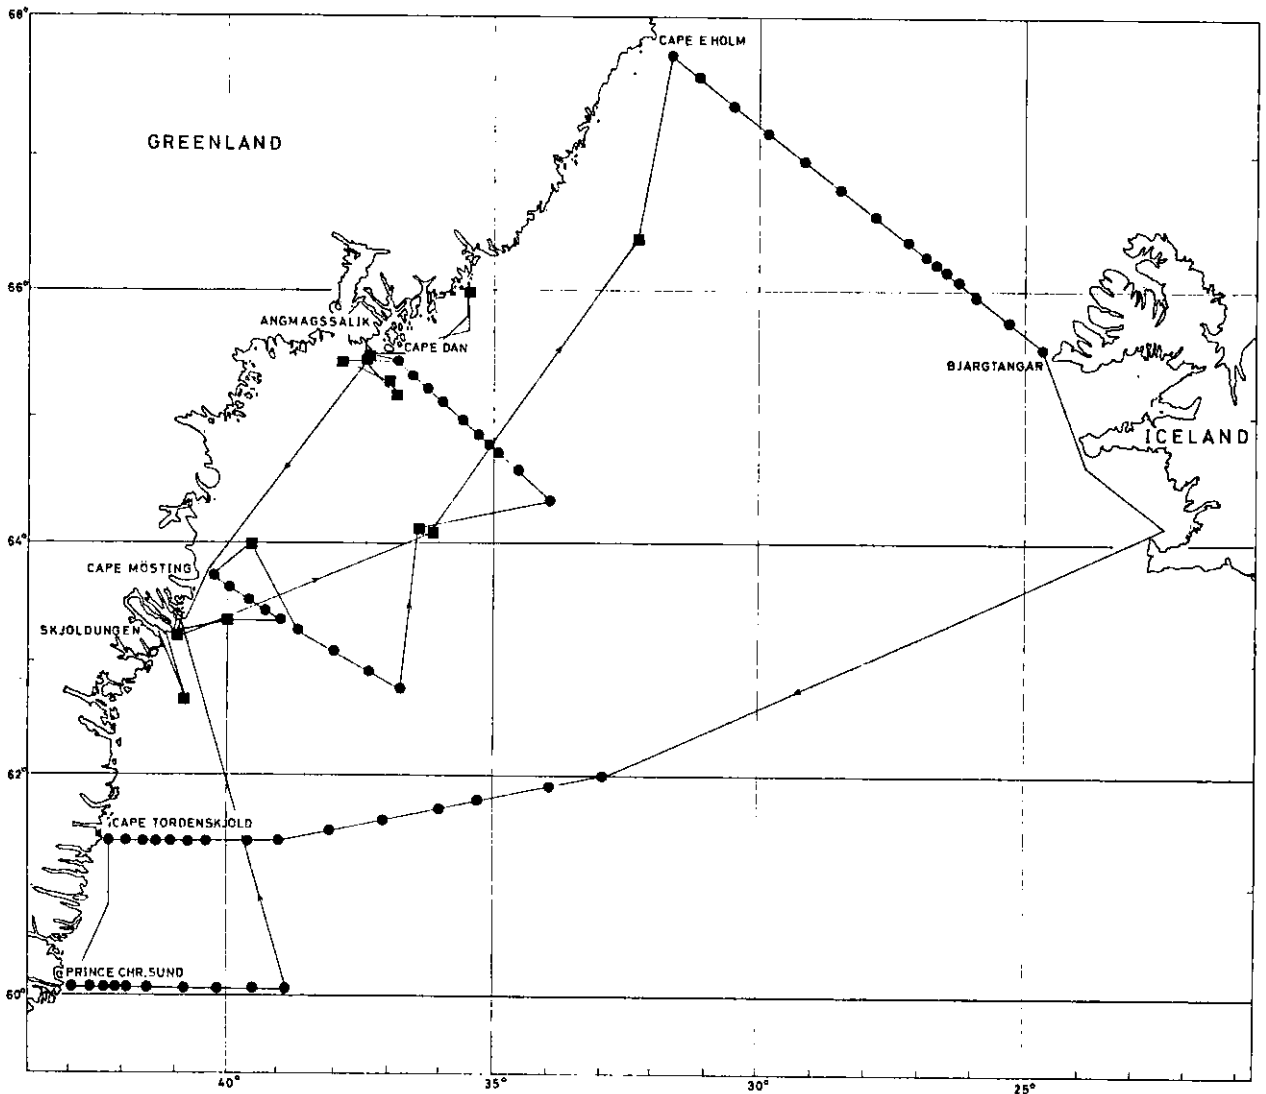 68°
CAPE E HOLM
GREENLAND
66°
ANGMAGSSALIK
CAPE DAN
BJARGTANGAR
ICELAND
64°
CAPE MÖSTING
SKJOLDUNGEN
62°
CAPE TORDENSKJOLD
PRINCE CHR. SUND
60°
40°
35°
30°
25°